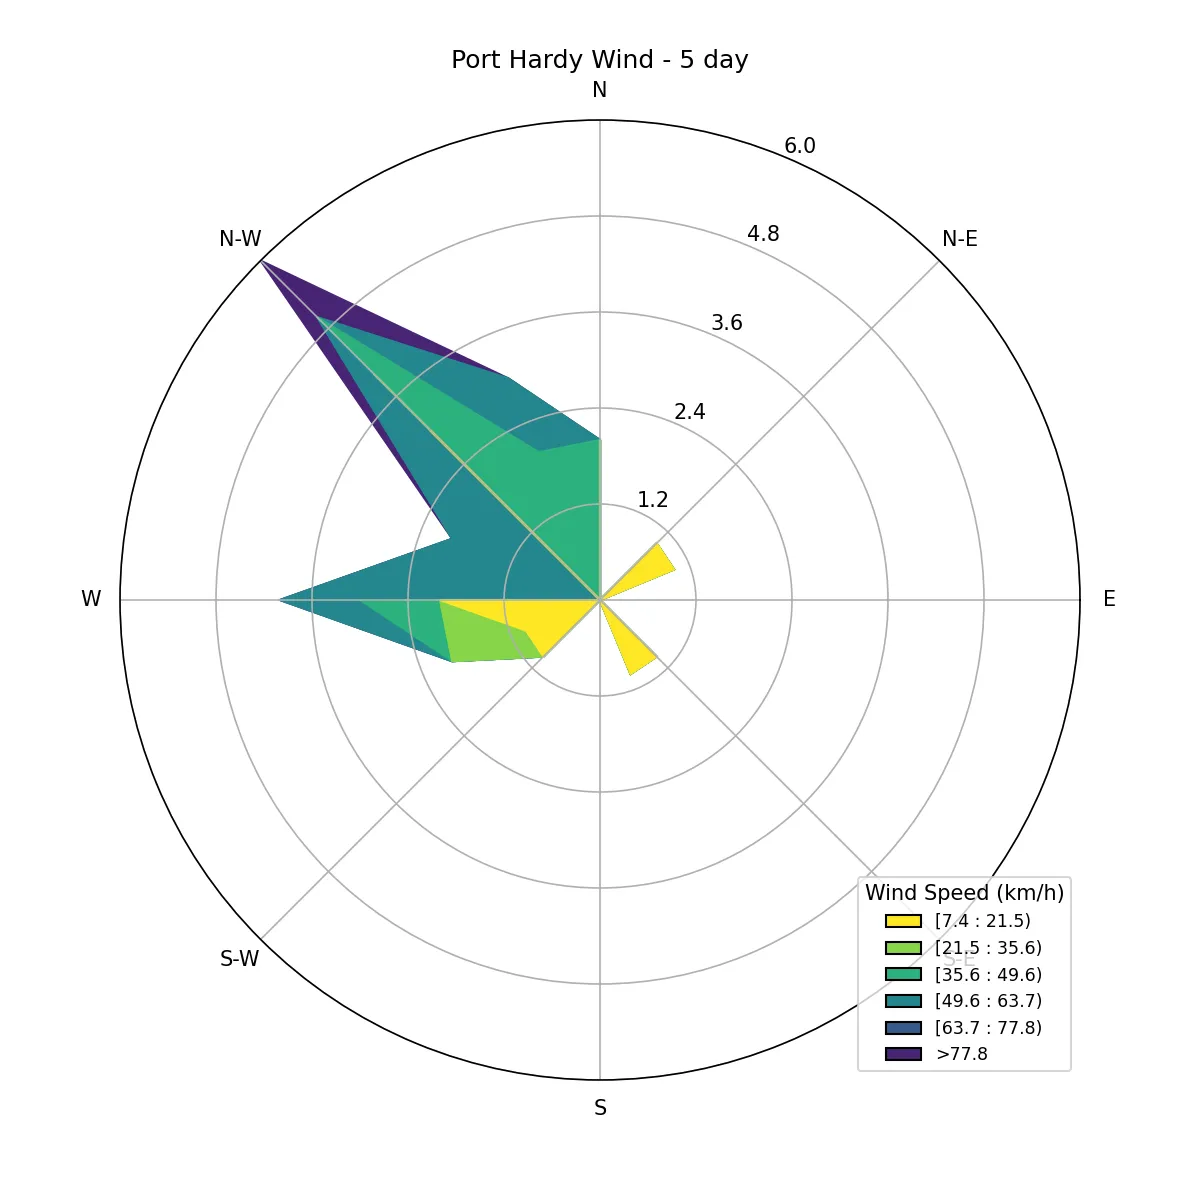 Port Hardy Wind - 5 day
N
6.0
N-W
4.8
N-E
3.6
2.4
1.2
W
E
Wind Speed (km/h)
[7.4 : 21.5)
[21.5 : 35.6)
S-W
S-E
[35.6 : 49.6)
[49.6 : 63.7)
[63.7 : 77.8)
>77.8
S